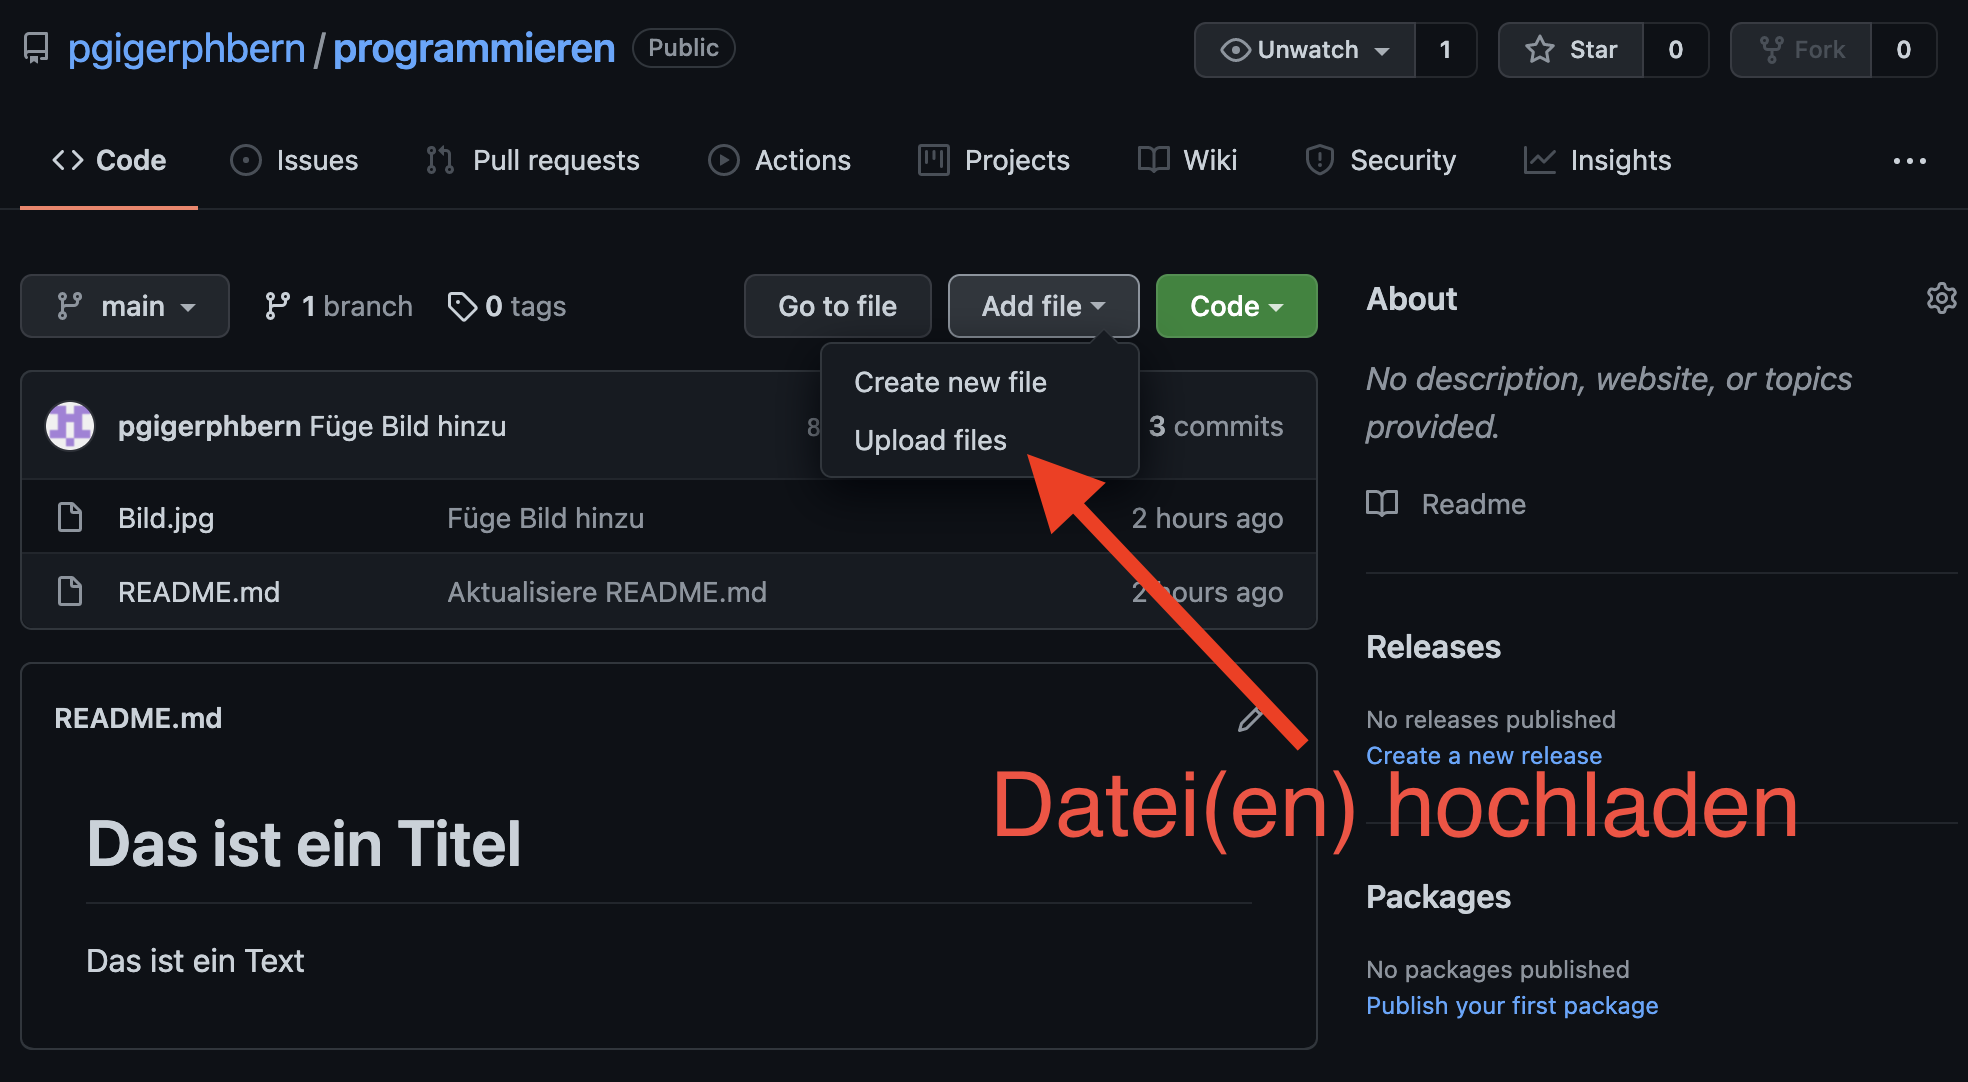 pgigerphbern / programmieren Public
Unwatch 1 Star 0 Fork 0
Code Issues Pull requests Actions Projects Wiki Security Insights
main 1 branch 0 tags Go to file Add file Code
Create new file
Upload files
pgigerphbern Füge Bild hinzu 8 3 commits
Bild.jpg Füge Bild hinzu 2 hours ago
README.md Aktualisiere README.md 2 hours ago
README.md
Das ist ein Titel
Das ist ein Text
Datei(en) hochladen
About
No description, website, or topics
provided.
Readme
Releases
No releases published
Create a new release
Packages
No packages published
Publish your first package